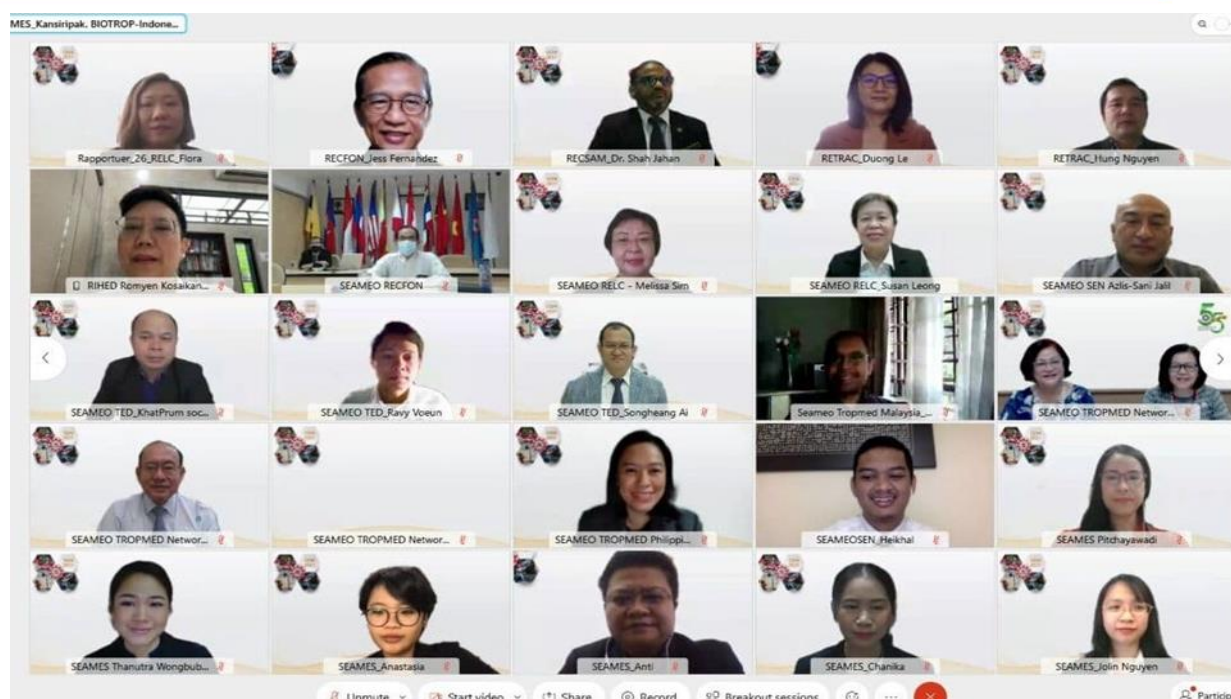 MES_Kansiripak. BIOTROP-Indone...
Rapportuer_26_RELC_Flora
RECFON_Jess Fernandez
RECSAM_Dr. Shah Jahan
RETRAC_Duong Le
RETRAC_Hung Nguyen
RIHED Romyen Kosaikan...
SEAMEO RECFON
SEAMEO RELC - Melissa Sim
SEAMEO RELC_Susan Leong
SEAMEO SEN Azlis-Sani Jalil
SEAMEO TED_KhatPrum soc...
SEAMEO TED_Ravy Voeun
SEAMEO TED_Songheang Ai
Seameo Tropmed Malaysia_...
SEAMEO TROPMED Networ...
SEAMEO TROPMED Networ...
SEAMEO TROPMED Networ...
SEAMEO TROPMED Philippi...
SEAMEOSEN_Heikhal
SEAMES Pitchayawadi
SEAMES Thanutra Wongbub...
SEAMES_Anastasia
SEAMES_Anti
SEAMES_Chanika
SEAMES_Jolin Nguyen
Unmute Start video Share Record Breakout sessions ... Particip